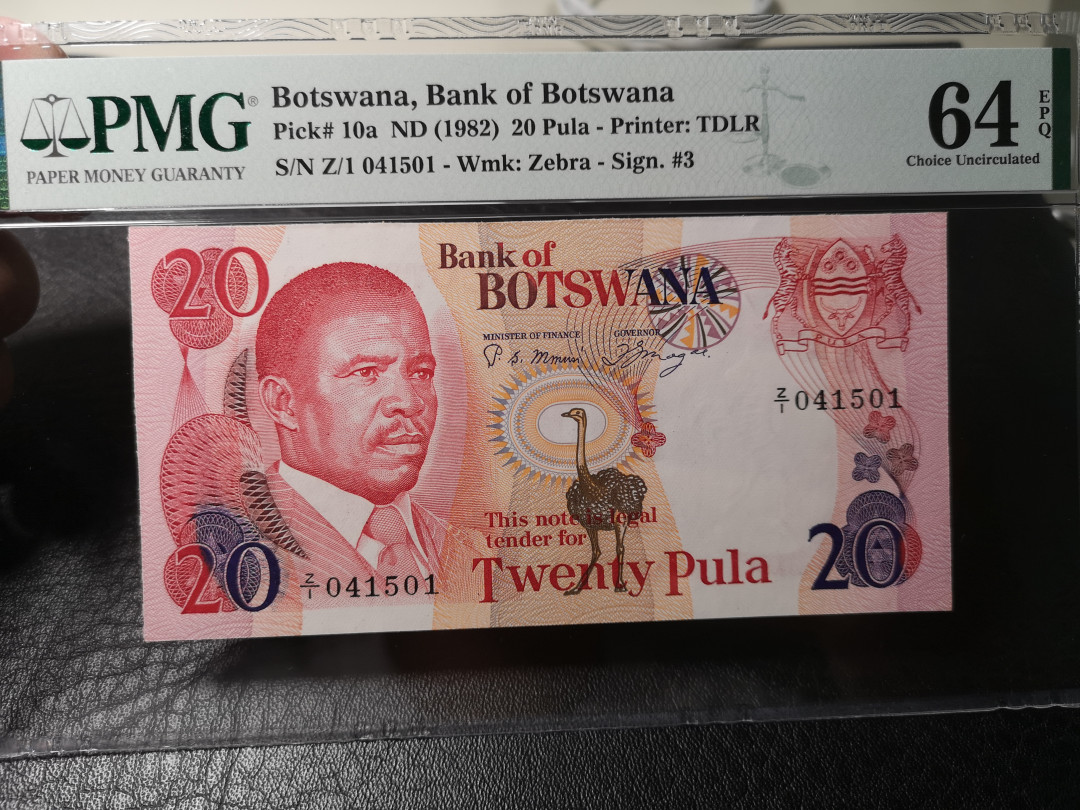 PMG®
PAPER MONEY GUARANTY
Botswana, Bank of Botswana
Pick# 10a ND (1982) 20 Pula - Printer: TDLR
S/N Z/1 041501 - Wmk: Zebra - Sign. #3
64
EPQ
Choice Uncirculated
20
Bank of
BOTSWANA
MINISTER OF FINANCE GOVERNOR
PULA
Z/1 041501
This note is legal
tender for
Twenty Pula
20
Z/1 041501
20